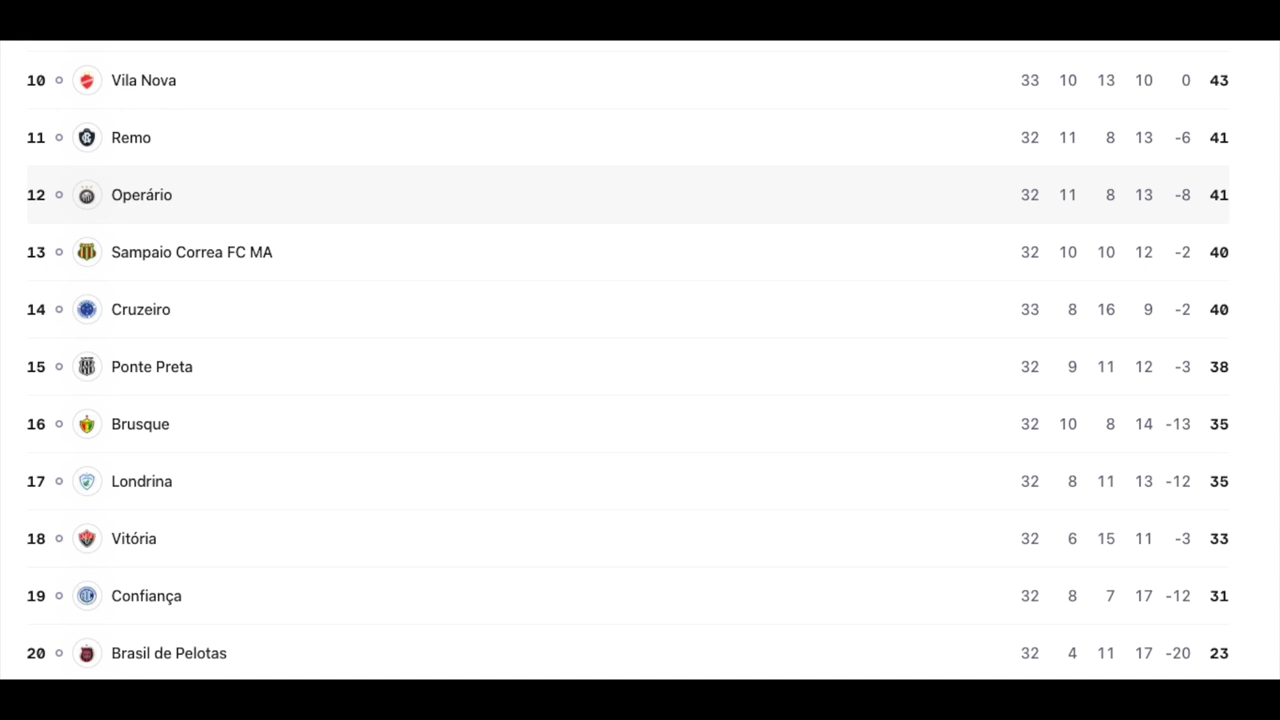 10 Vila Nova 33 10 13 10 0 43
11 Remo 32 11 8 13 -6 41
12 Operário 32 11 8 13 -8 41
13 Sampaio Correa FC MA 32 10 10 12 -2 40
14 Cruzeiro 33 8 16 9 -2 40
15 Ponte Preta 32 9 11 12 -3 38
16 Brusque 32 10 8 14 -13 35
17 Londrina 32 8 11 13 -12 35
18 Vitória 32 6 15 11 -3 33
19 Confiança 32 8 7 17 -12 31
20 Brasil de Pelotas 32 4 11 17 -20 23